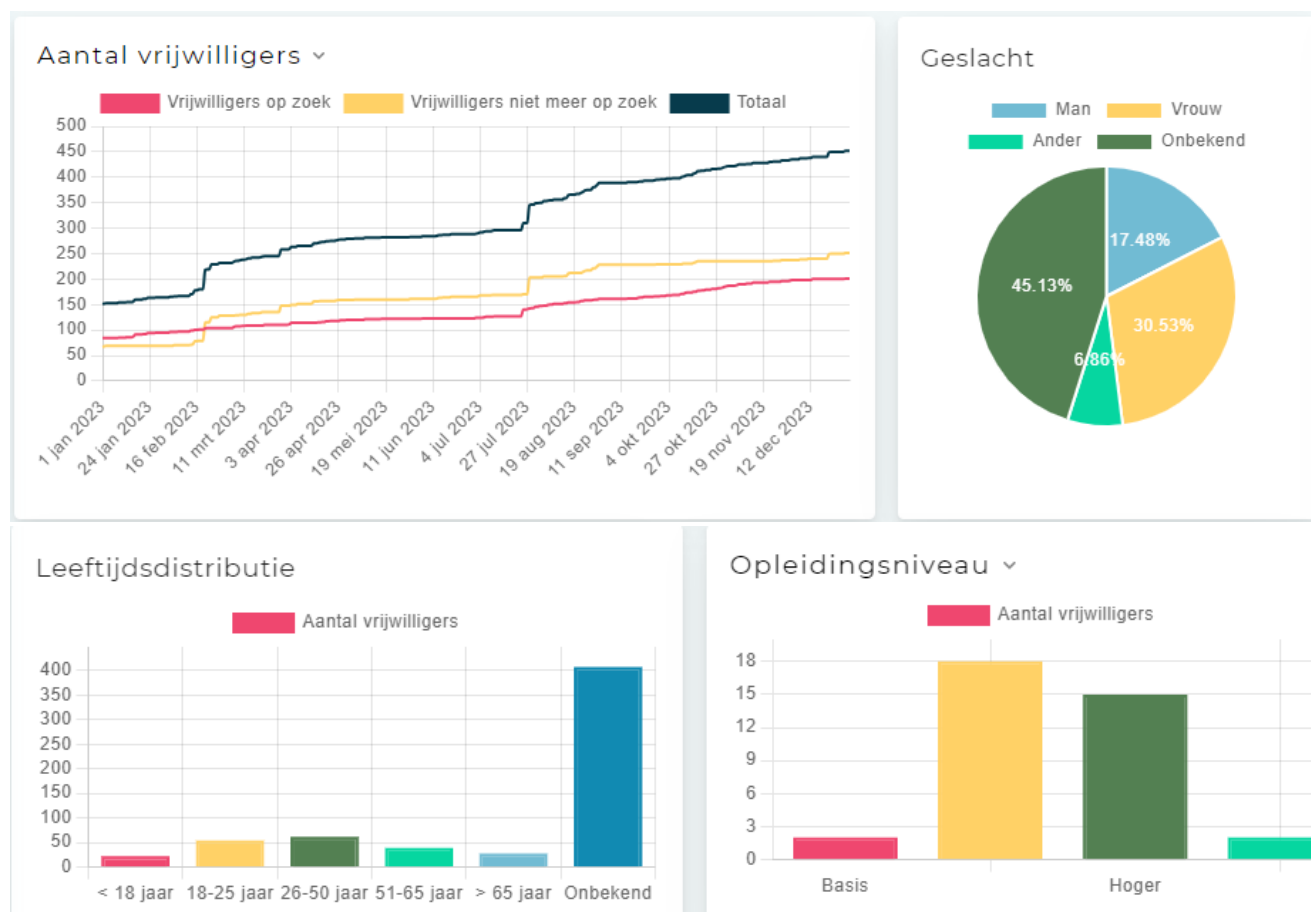 Aantal vrijwilligers
Vrijwilligers op zoek Vrijwilligers niet meer op zoek Totaal
500
450
400
350
300
250
200
150
100
50
0
1 jan 2023 24 jan 2023 16 feb 2023 11 mrt 2023 3 apr 2023 26 apr 2023 19 mei 2023 11 jun 2023 4 jul 2023 27 jul 2023 19 aug 2023 11 sep 2023 4 okt 2023 27 okt 2023 19 nov 2023 12 dec 2023
Geslacht
Man Vrouw
Ander Onbekend
17.48%
45.13%
30.53%
6.86%
Leeftijdsdistributie
Aantal vrijwilligers
400
350
300
250
200
150
100
50
0
< 18 jaar 18-25 jaar 26-50 jaar 51-65 jaar > 65 jaar Onbekend
Opleidingsniveau
Aantal vrijwilligers
18
15
12
9
6
3
0
Basis Hoger